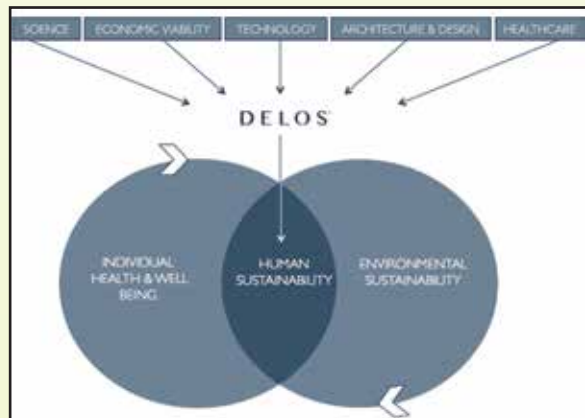 SCIENCE
ECONOMIC VIABILITY
TECHNOLOGY
ARCHITECTURE & DESIGN
HEALTHCARE
DELOS
INDIVIDUAL
HEALTH & WELL
BEING
HUMAN
SUSTAINABILITY
ENVIRONMENTAL
SUSTAINABILITY